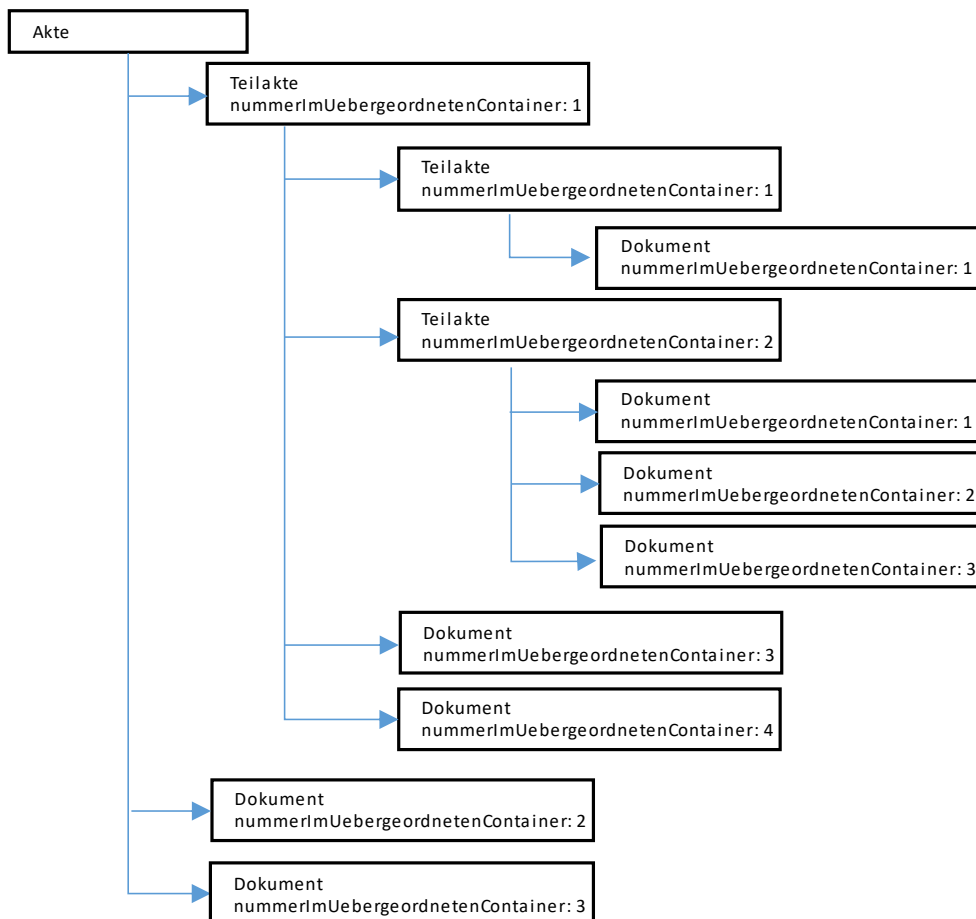 Akte
Teilakte
nummerImUebergeordnetenContainer: 1
Teilakte
nummerImUebergeordnetenContainer: 1
Dokument
nummerImUebergeordnetenContainer: 1
Teilakte
nummerImUebergeordnetenContainer: 2
Dokument
nummerImUebergeordnetenContainer: 1
Dokument
nummerImUebergeordnetenContainer: 2
Dokument
nummerImUebergeordnetenContainer: 3
Dokument
nummerImUebergeordnetenContainer: 3
Dokument
nummerImUebergeordnetenContainer: 4
Dokument
nummerImUebergeordnetenContainer: 2
Dokument
nummerImUebergeordnetenContainer: 3